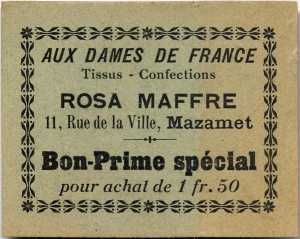 AUX DAMES DE FRANCE
Tissus - Confections
ROSA MAFFRE
11, Rue de la Ville, Mazamet
Bon-Prime spécial
pour achal de 1 fr. 50